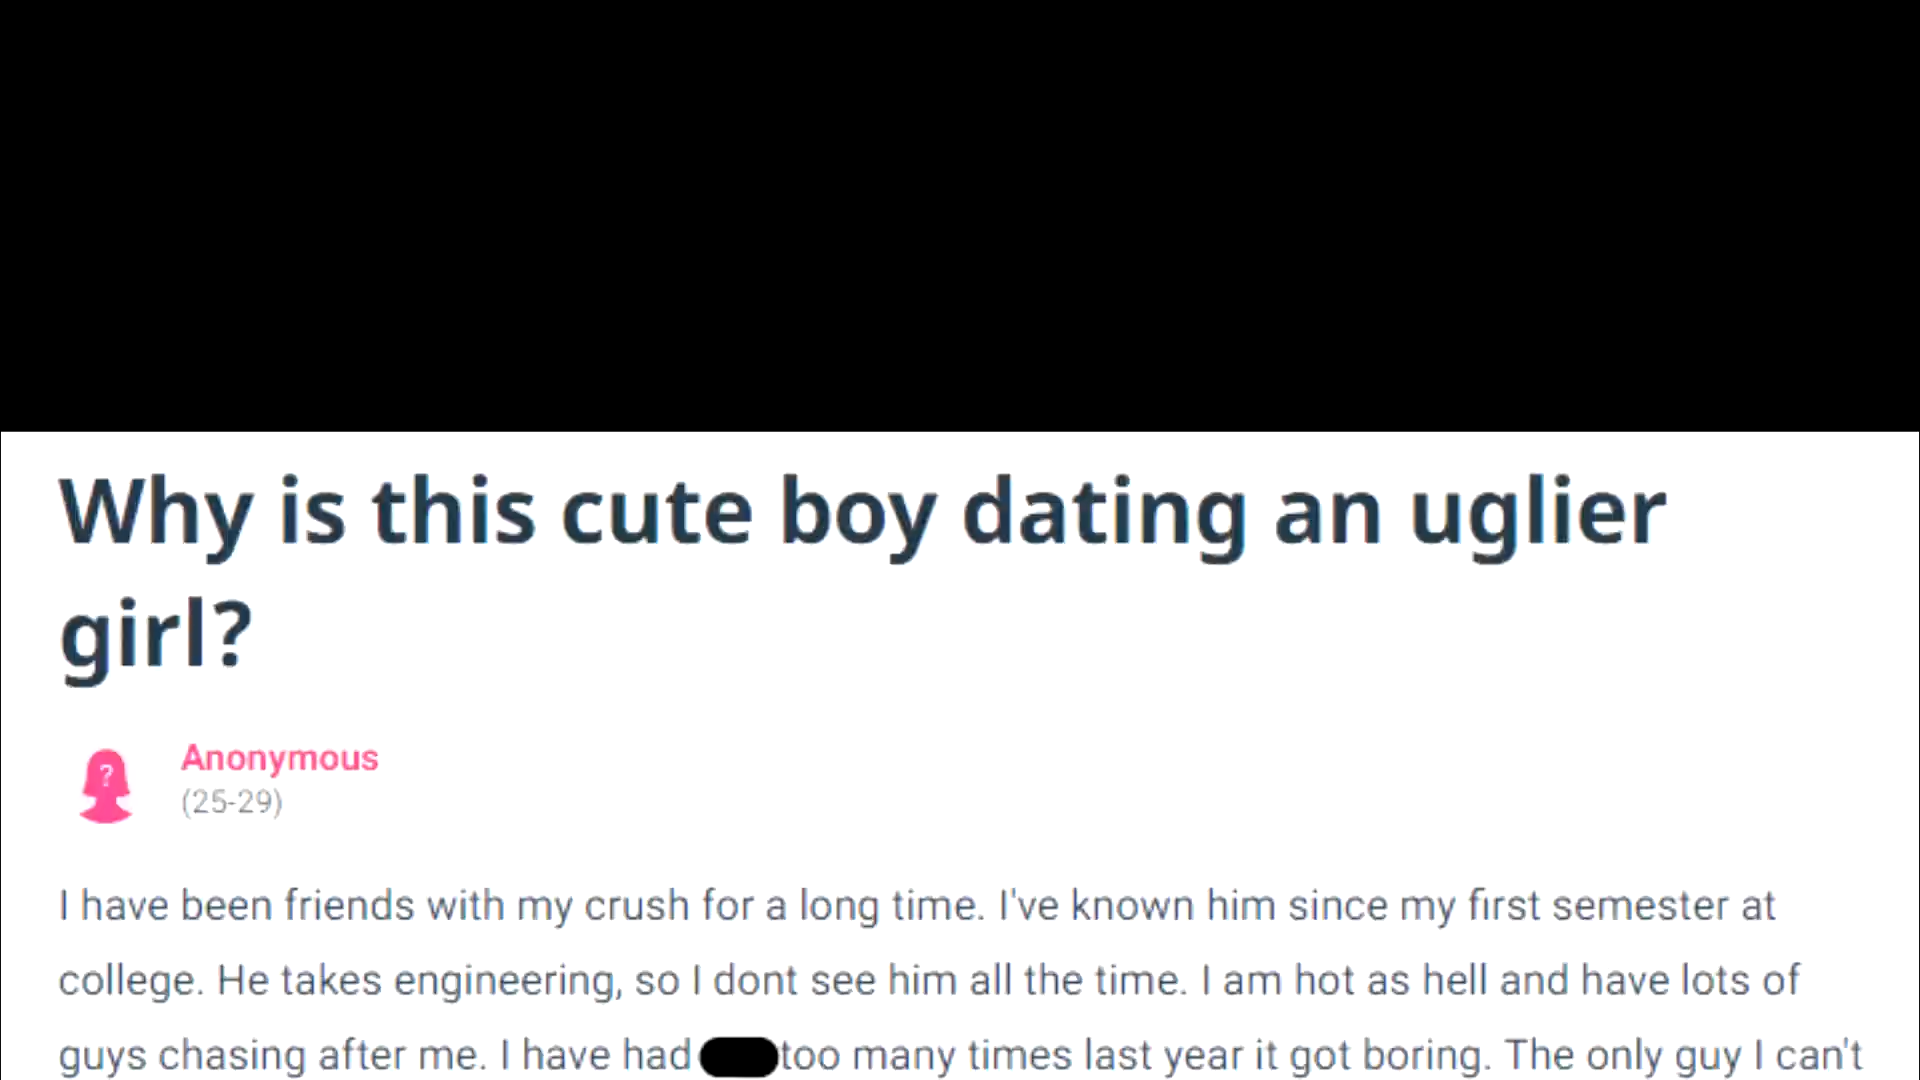 Why is this cute boy dating an uglier
girl?
?
Anonymous
(25-29)
I have been friends with my crush for a long time. I've known him since my first semester at
college. He takes engineering, so I dont see him all the time. I am hot as hell and have lots of
guys chasing after me. I have had too many times last year it got boring. The only guy I can't